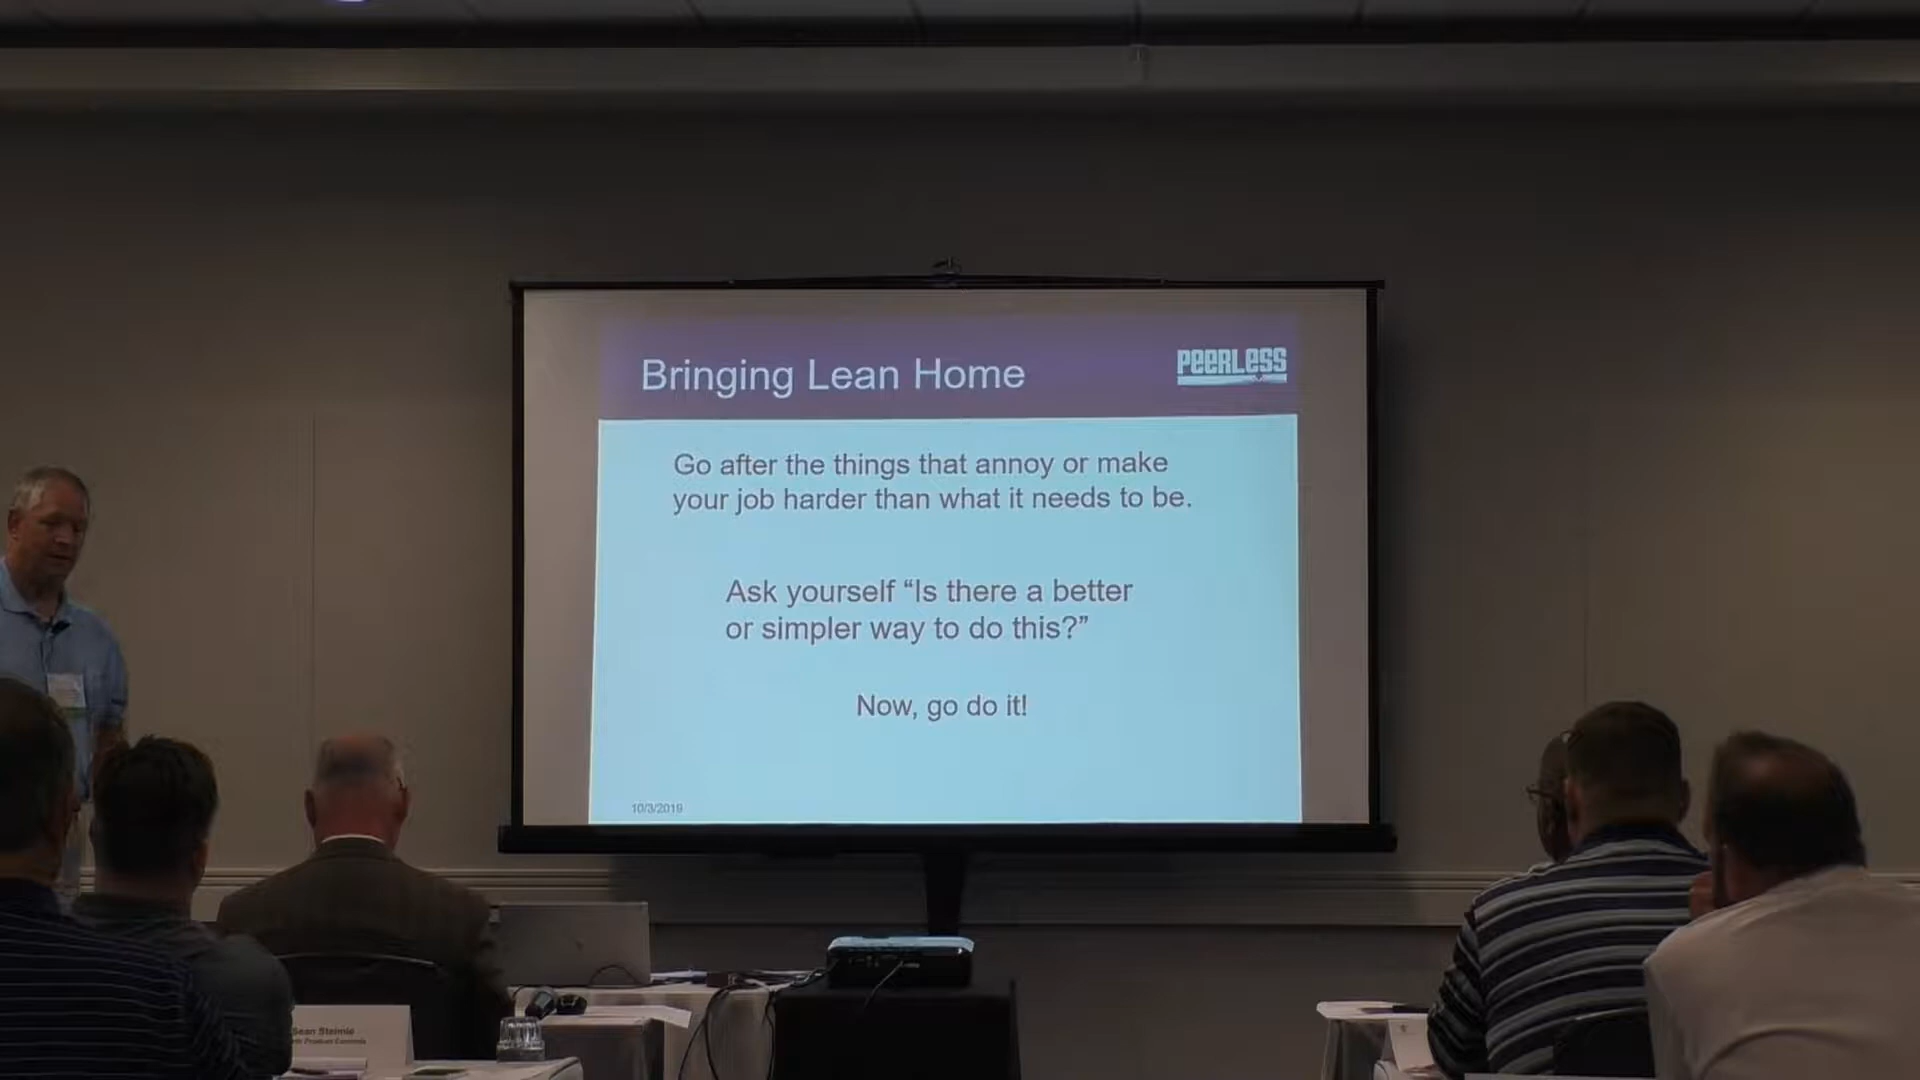 Bringing Lean Home
PEERLESS
Go after the things that annoy or make
your job harder than what it needs to be.
Ask yourself “Is there a better
or simpler way to do this?”
Now, go do it!
10/3/2019
Sean Steimle
Product Controls